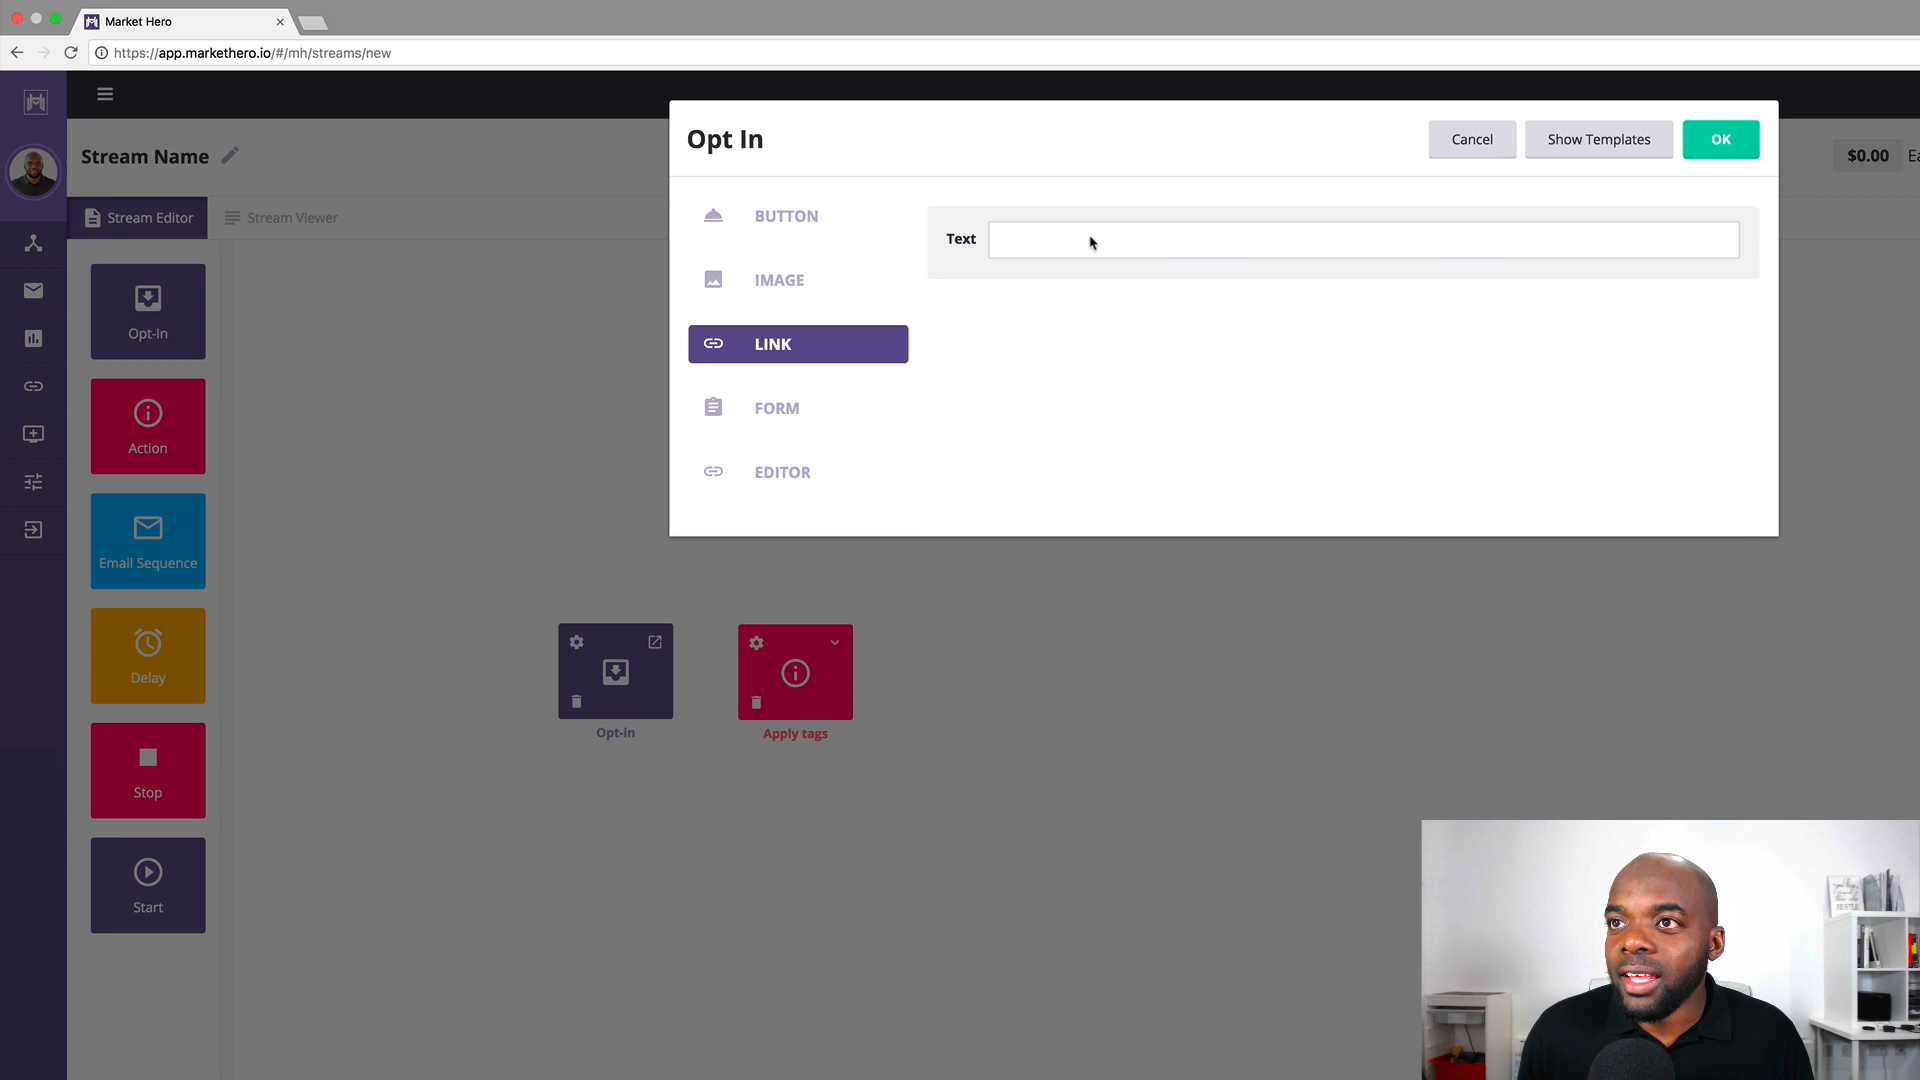 Market Hero
https://app.markethero.io/#/mh/streams/new
Stream Name
$0.00 Ea
Stream Editor
Stream Viewer
Opt In
Cancel
Show Templates
OK
BUTTON
IMAGE
LINK
FORM
EDITOR
Text
Opt-In
Action
Email Sequence
Delay
Stop
Start
Opt-in
Apply tags
HUSTLE